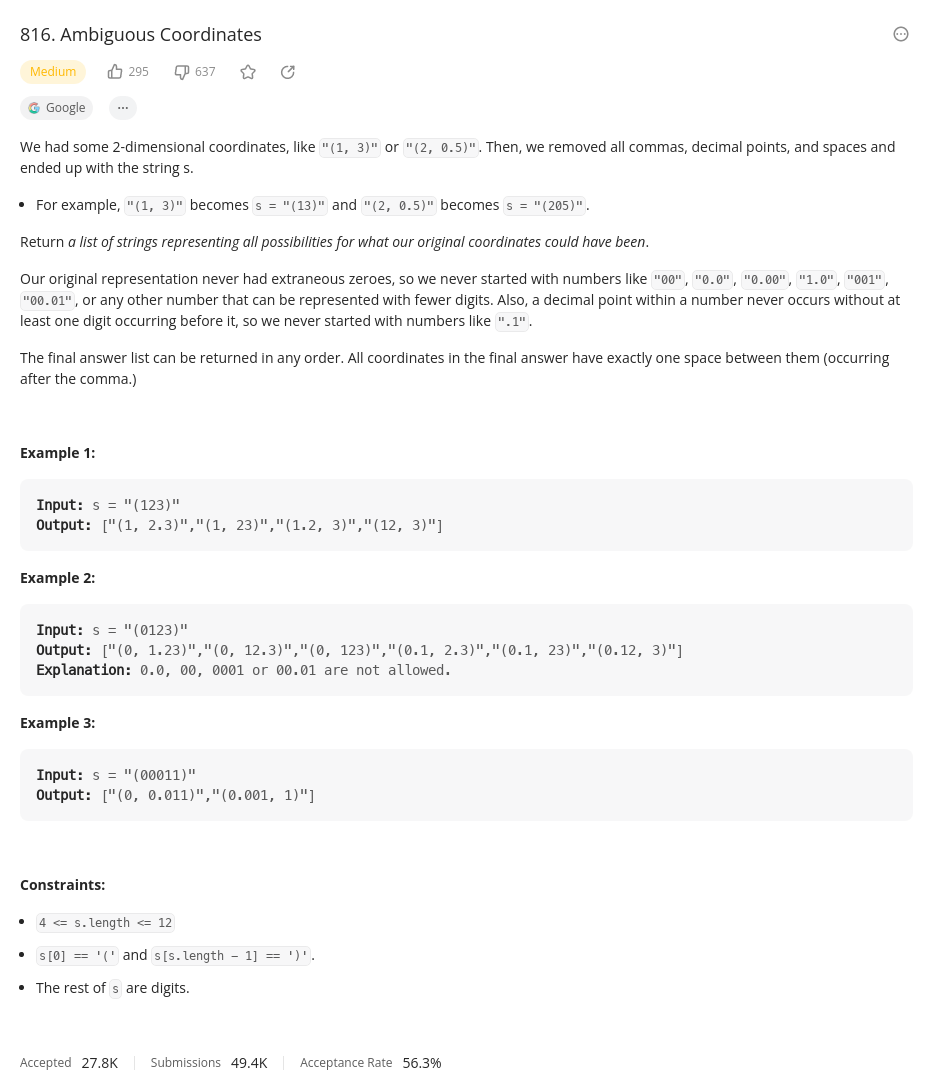 816. Ambiguous Coordinates
Medium 295 637
Google ...
We had some 2-dimensional coordinates, like "(1, 3)" or "(2, 0.5)". Then, we removed all commas, decimal points, and spaces and
ended up with the string s.
• For example, "(1, 3)" becomes s = "(13)" and "(2, 0.5)" becomes s = "(205)".
Return a list of strings representing all possibilities for what our original coordinates could have been.
Our original representation never had extraneous zeroes, so we never started with numbers like "00", "0.0", "0.00", "1.0", "001",
"00.01", or any other number that can be represented with fewer digits. Also, a decimal point within a number never occurs without at
least one digit occurring before it, so we never started with numbers like ".1".
The final answer list can be returned in any order. All coordinates in the final answer have exactly one space between them (occurring
after the comma.)
Example 1:
Input: s = "(123)"
Output: ["(1, 2.3)","(1, 23)","(1.2, 3)","(12, 3)"]
Example 2:
Input: s = "(0123)"
Output: ["(0, 1.23)","(0, 12.3)","(0, 123)","(0.1, 2.3)","(0.1, 23)","(0.12, 3)"]
Explanation: 0.0, 00, 0001 or 00.01 are not allowed.
Example 3:
Input: s = "(00011)"
Output: ["(0, 0.011)","(0.001, 1)"]
Constraints:
• 4 <= s.length <= 12
• s[0] == '(' and s[s.length - 1] == ')'.
• The rest of s are digits.
Accepted 27.8K Submissions 49.4K Acceptance Rate 56.3%